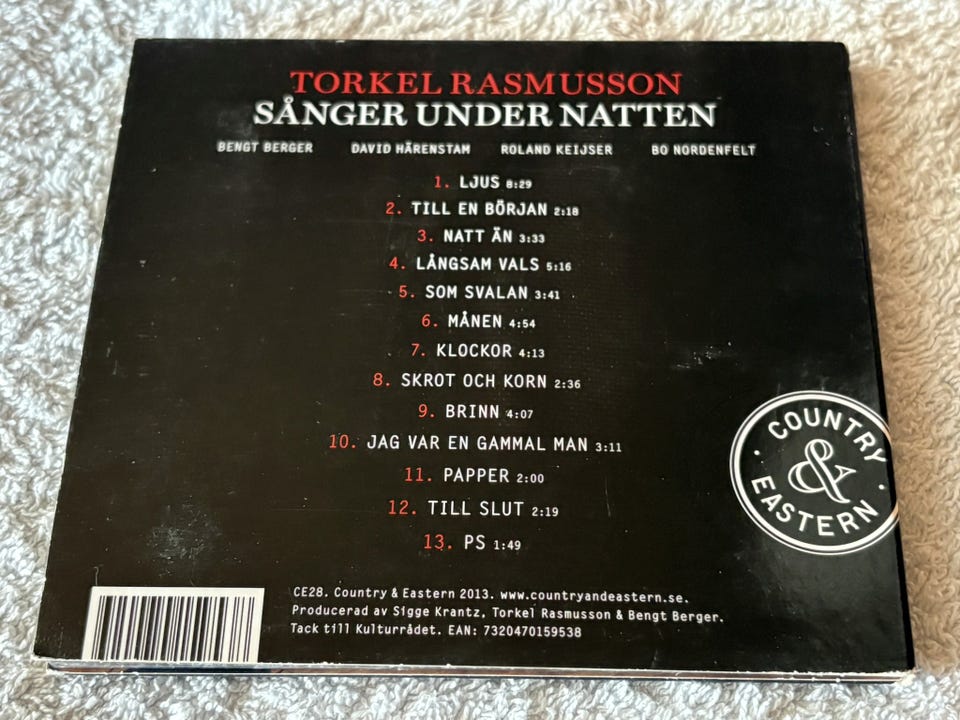 TORKEL RASMUSSON
SÅNGER UNDER NATTEN
BENGT BERGER DAVID HÄRENSTAM ROLAND KEIJSER BO NORDENFELT
1. LJUS 8:29
2. TILL EN BÖRJAN 2:18
3. NATT ÄN 3:33
4. LÅNGSAM VALS 5:16
5. SOM SVALAN 3:41
6. MÅNEN 4:54
7. KLOCKOR 4:13
8. SKROT OCH KORN 2:36
9. BRINN 4:07
10. JAG VAR EN GAMMAL MAN 3:11
11. PAPPER 2:00
12. TILL SLUT 2:19
13. PS 1:49
COUNTRY
&
EASTERN
CE28. Country & Eastern 2013. www.countryandeastern.se.
Producerad av Sigge Krantz, Torkel Rasmusson & Bengt Berger.
Tack till Kulturrådet. EAN: 7320470159538